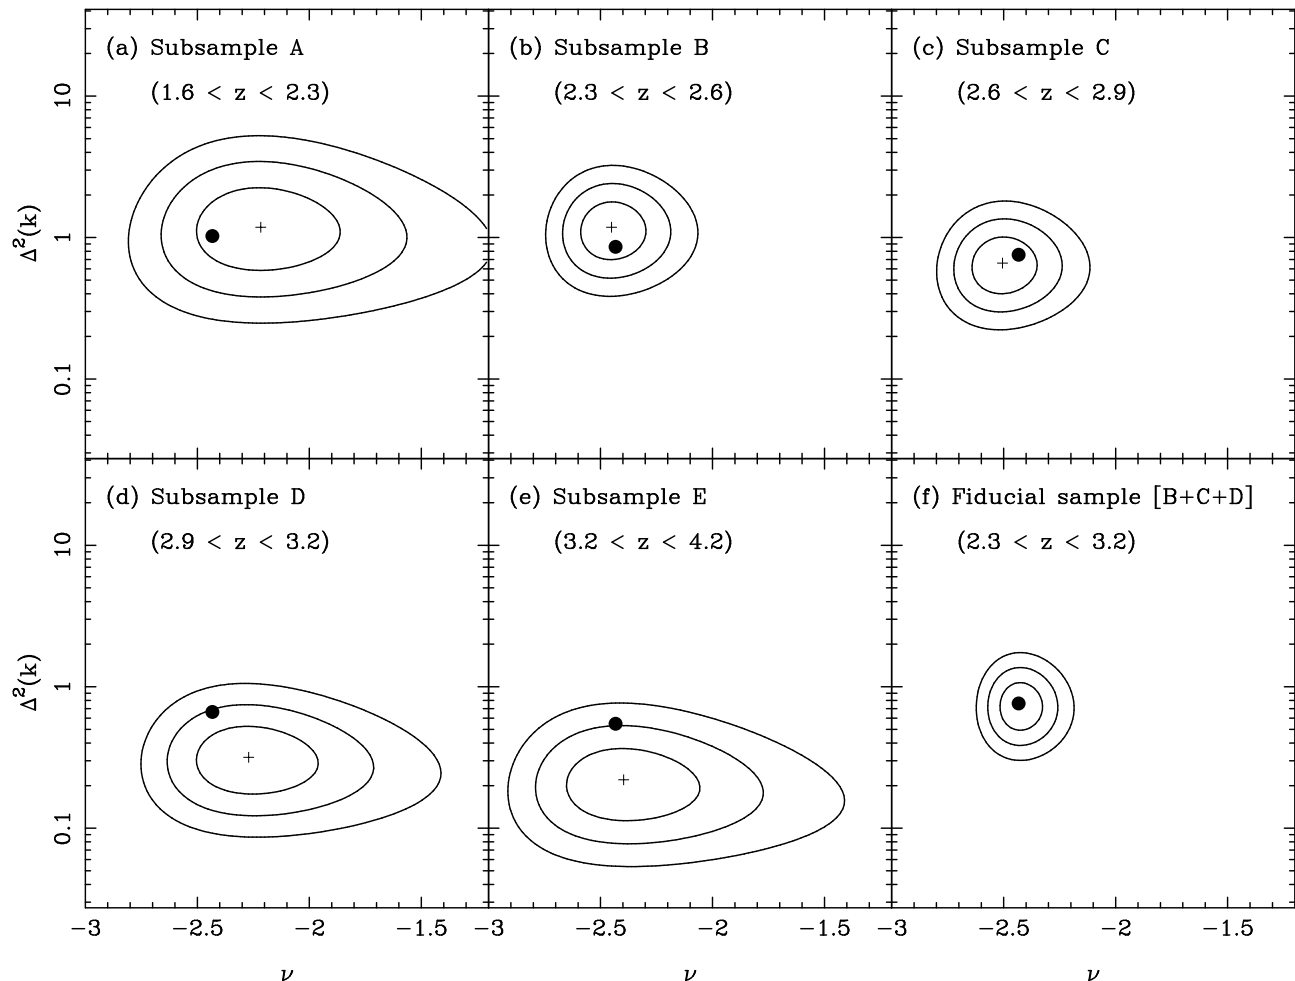 (a) Subsample A
(1.6 < z < 2.3)
(b) Subsample B
(2.3 < z < 2.6)
(c) Subsample C
(2.6 < z < 2.9)
10
1
0.1
Δ²(k)
(d) Subsample D
(2.9 < z < 3.2)
(e) Subsample E
(3.2 < z < 4.2)
(f) Fiducial sample [B+C+D]
(2.3 < z < 3.2)
10
1
0.1
Δ²(k)
−3 −2.5 −2 −1.5 −3 −2.5 −2 −1.5 −3 −2.5 −2 −1.5
ν ν ν